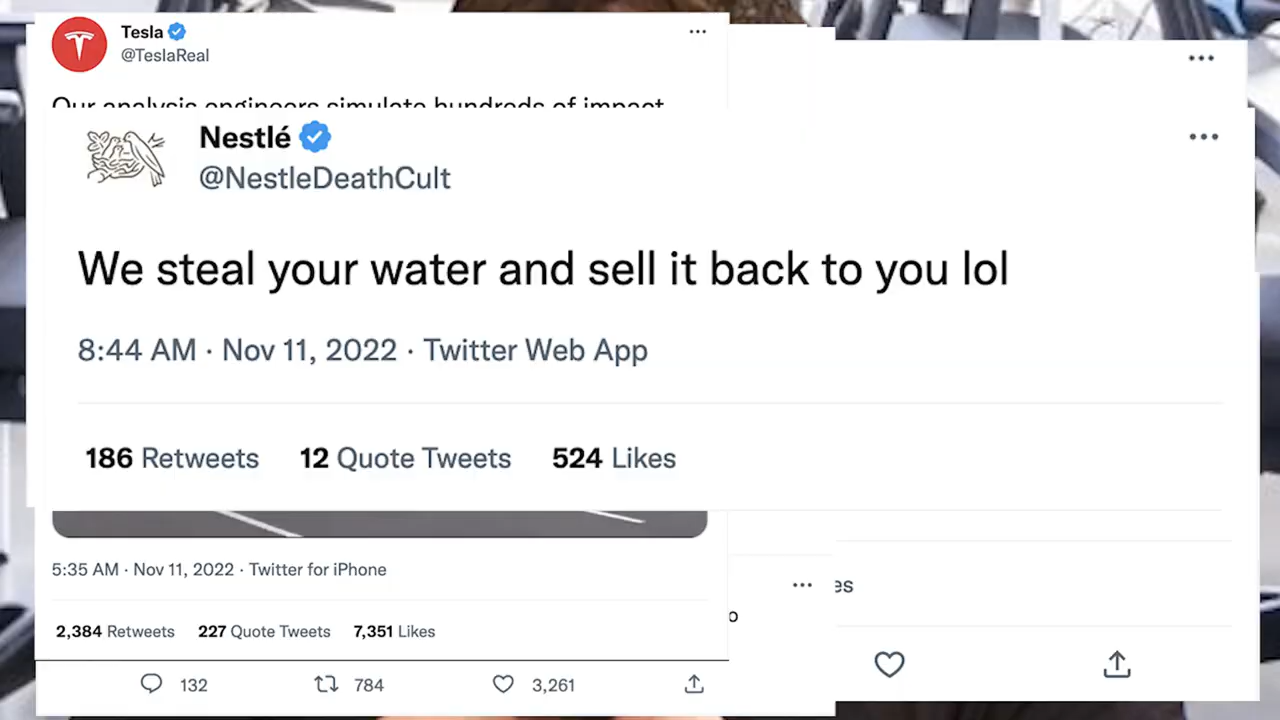 Tesla
@TeslaReal
Our analysis engineers simulate hundreds of impact
Nestlé
@NestleDeathCult
We steal your water and sell it back to you lol
8:44 AM · Nov 11, 2022 · Twitter Web App
186 Retweets 12 Quote Tweets 524 Likes
5:35 AM · Nov 11, 2022 · Twitter for iPhone
2,384 Retweets 227 Quote Tweets 7,351 Likes
es
o
132 784 3,261